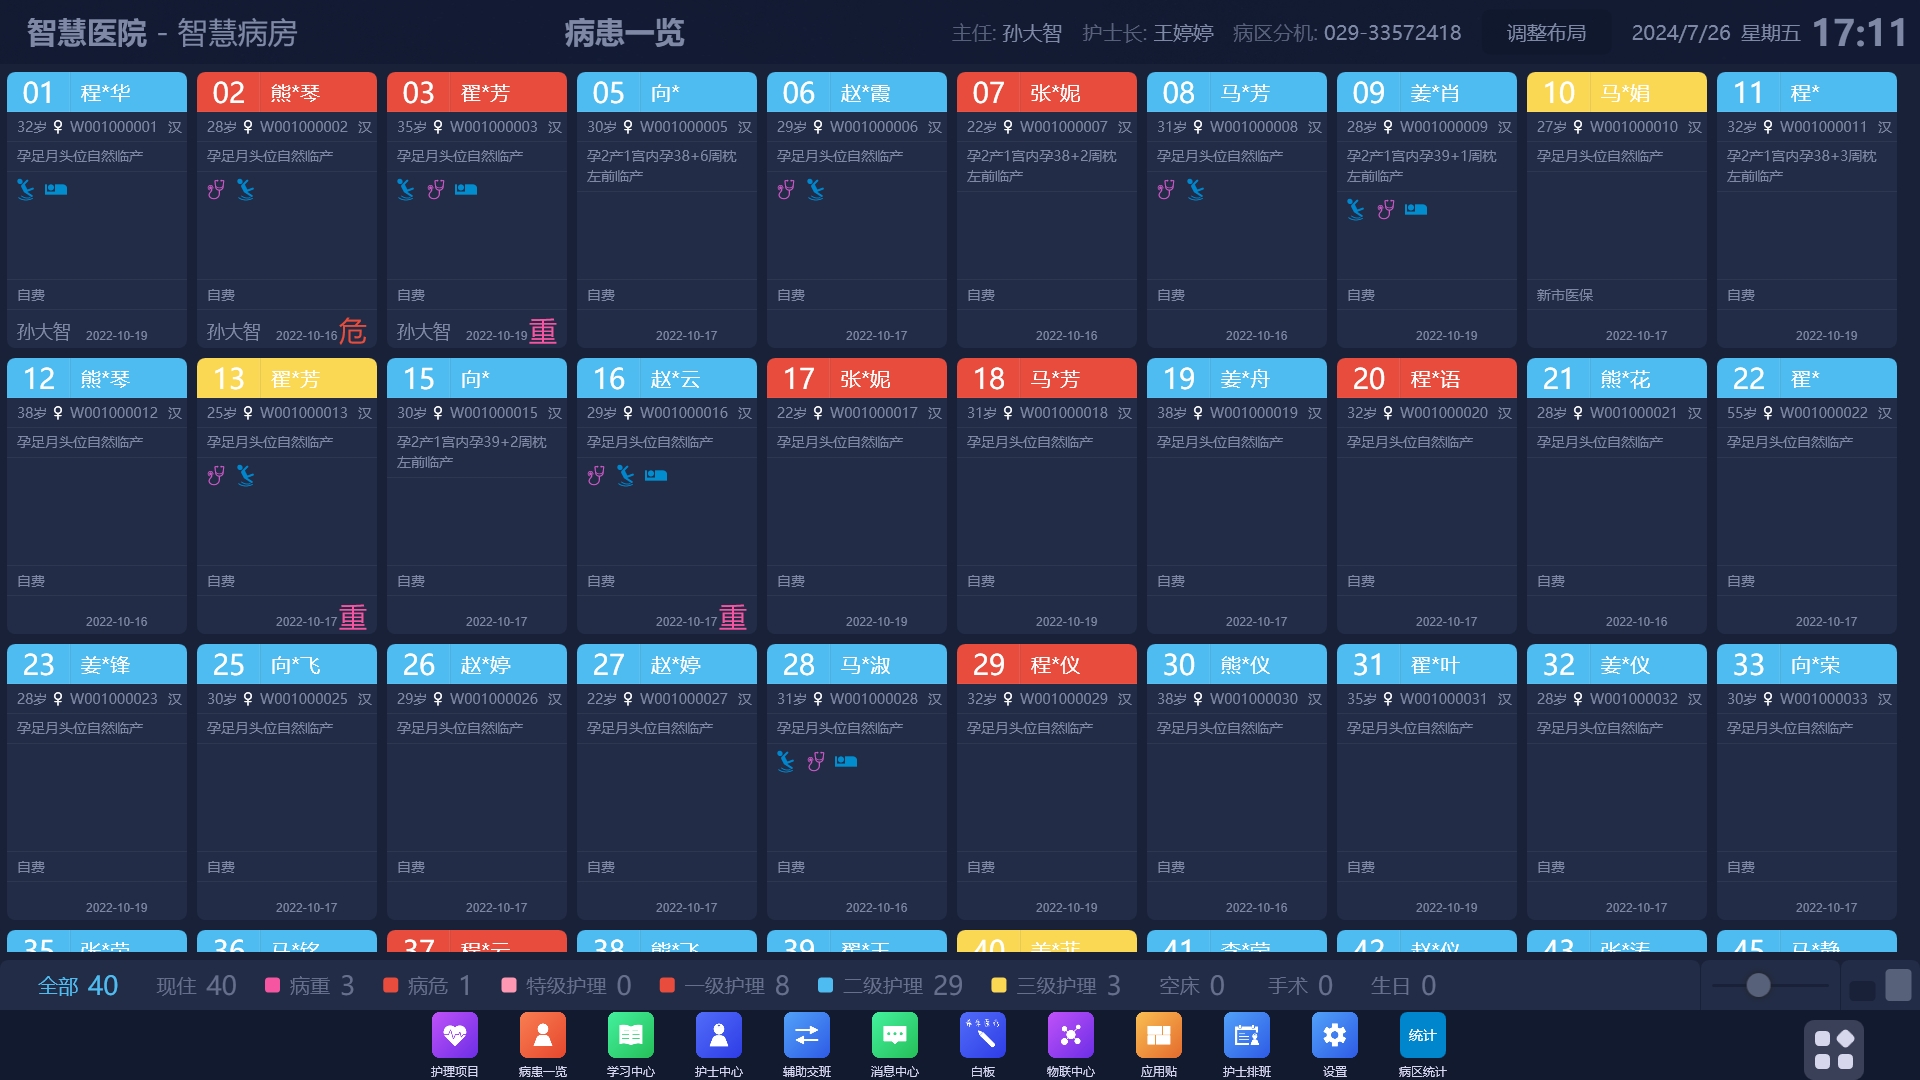 智慧医院 - 智慧病房 病患一览 主任: 孙大智 护士长: 王婷婷 病区分机: 029-33572418 调整布局 2024/7/26 星期五 17:11
01 程*华
32岁 W001000001 汉
孕足月头位自然临产
自费
孙大智 2022-10-19
02 熊*琴
28岁 W001000002 汉
孕足月头位自然临产
自费
孙大智 2022-10-16 危
03 翟*芳
35岁 W001000003 汉
孕足月头位自然临产
自费
孙大智 2022-10-19 重
05 向*
30岁 W001000005 汉
孕2产1宫内孕38+6周枕
左前临产
自费
2022-10-17
06 赵*霞
29岁 W001000006 汉
孕足月头位自然临产
自费
2022-10-17
07 张*妮
22岁 W001000007 汉
孕2产1宫内孕38+2周枕
左前临产
自费
2022-10-16
08 马*芳
31岁 W001000008 汉
孕足月头位自然临产
自费
2022-10-16
09 姜*肖
28岁 W001000009 汉
孕2产1宫内孕39+1周枕
左前临产
自费
2022-10-19
10 马*娟
27岁 W001000010 汉
孕足月头位自然临产
新市医保
2022-10-17
11 程*
32岁 W001000011 汉
孕2产1宫内孕38+3周枕
左前临产
自费
2022-10-19
12 熊*琴
38岁 W001000012 汉
孕足月头位自然临产
自费
2022-10-16
13 翟*芳
25岁 W001000013 汉
孕足月头位自然临产
自费
2022-10-17 重
15 向*
30岁 W001000015 汉
孕2产1宫内孕39+2周枕
左前临产
自费
2022-10-17
16 赵*云
29岁 W001000016 汉
孕足月头位自然临产
自费
2022-10-17 重
17 张*妮
22岁 W001000017 汉
孕足月头位自然临产
自费
2022-10-19
18 马*芳
31岁 W001000018 汉
孕足月头位自然临产
自费
2022-10-19
19 姜*舟
38岁 W001000019 汉
孕足月头位自然临产
自费
2022-10-17
20 程*语
32岁 W001000020 汉
孕足月头位自然临产
自费
2022-10-17
21 熊*花
28岁 W001000021 汉
孕足月头位自然临产
自费
2022-10-16
22 翟*
55岁 W001000022 汉
孕足月头位自然临产
自费
2022-10-17
23 姜*锋
28岁 W001000023 汉
孕足月头位自然临产
自费
2022-10-19
25 向*飞
30岁 W001000025 汉
孕足月头位自然临产
自费
2022-10-17
26 赵*婷
29岁 W001000026 汉
孕足月头位自然临产
自费
2022-10-17
27 赵*婷
22岁 W001000027 汉
孕足月头位自然临产
自费
2022-10-17
28 马*淑
31岁 W001000028 汉
孕足月头位自然临产
自费
2022-10-16
29 程*仪
32岁 W001000029 汉
孕足月头位自然临产
自费
2022-10-19
30 熊*仪
38岁 W001000030 汉
孕足月头位自然临产
自费
2022-10-16
31 翟*叶
35岁 W001000031 汉
孕足月头位自然临产
自费
2022-10-19
32 姜*仪
28岁 W001000032 汉
孕足月头位自然临产
自费
2022-10-17
33 向*荣
30岁 W001000033 汉
孕足月头位自然临产
自费
2022-10-17
35 张*荣
36 马*铭
37 程*云
38 熊*飞
39 翟*玉
40 姜*菲
41 李*荣
42 赵*仪
43 张*涛
45 马*静
全部 40 现住 40 病重 3 病危 1 特级护理 0 一级护理 8 二级护理 29 三级护理 3 空床 0 手术 0 生日 0
护理项目 病患一览 学习中心 护士中心 辅助交班 消息中心 白板 物联中心 应用贴 护士排班 设置 统计 病区统计